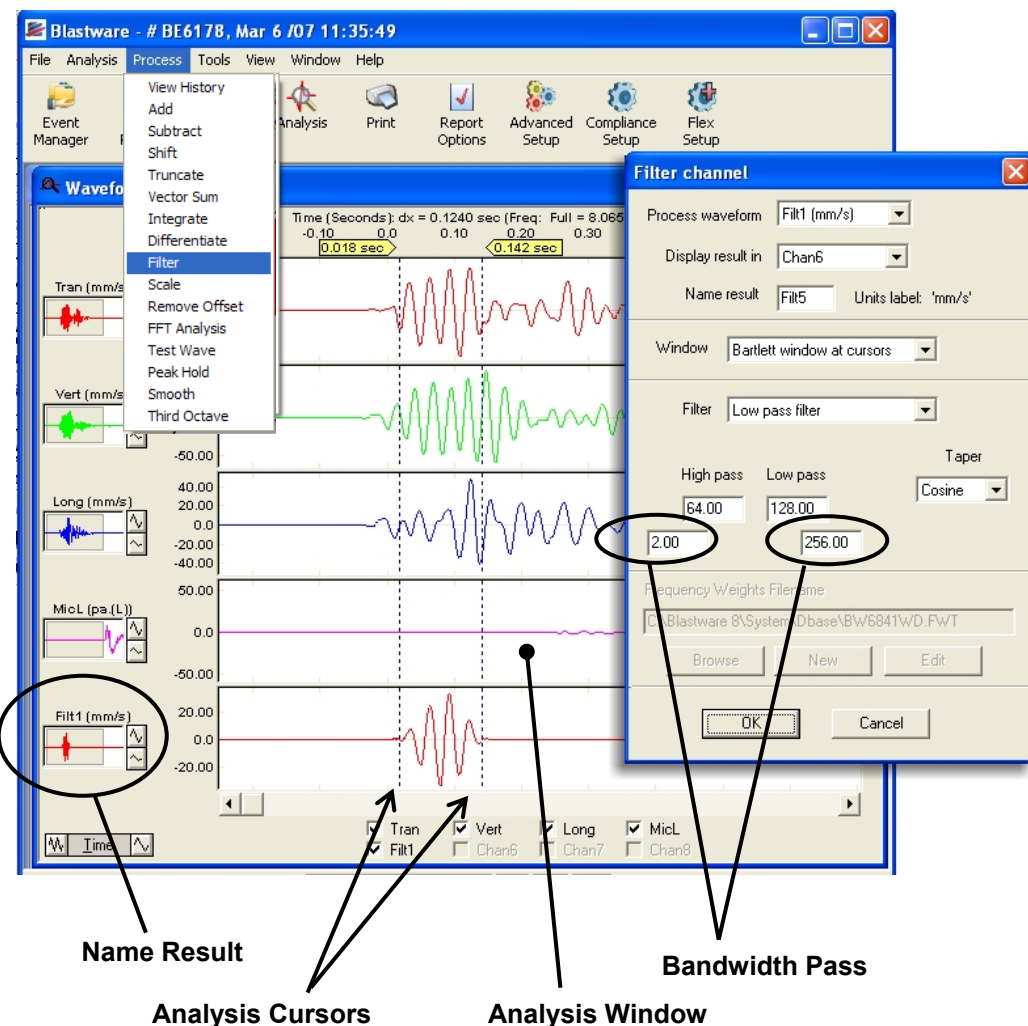 Blastware - # BE6178, Mar 6 /07 11:35:49
File Analysis Process Tools View Window Help
Event Manager
Analysis
Print
Report Options
Advanced Setup
Compliance Setup
Flex Setup
View History
Add
Subtract
Shift
Truncate
Vector Sum
Integrate
Differentiate
Filter
Scale
Remove Offset
FFT Analysis
Test Wave
Peak Hold
Smooth
Third Octave
Wavefo
Time (Seconds): dx = 0.1240 sec (Freq: Full = 8.065
-0.10 0.0 0.10 0.20 0.30
0.018 sec 0.142 sec
Tran (mm/s
Vert (mm/s
-50.00
Long (mm/s)
40.00
20.00
0.0
-20.00
-40.00
MicL (pa.(L))
50.00
0.0
-50.00
Filt1 (mm/s)
20.00
0.0
-20.00
Time
Tran Vert Long MicL
Filt1 Chan6 Chan7 Chan8
Filter channel
Process waveform Filt1 (mm/s)
Display result in Chan6
Name result Filt5 Units label: 'mm/s'
Window Bartlett window at cursors
Filter Low pass filter
Taper
High pass Low pass
Cosine
64.00 128.00
2.00 256.00
Frequency Weights Filename
C:\Blastware 8\System\Dbase\BW6841WD.FWT
Browse New Edit
OK Cancel
Name Result
Bandwidth Pass
Analysis Cursors
Analysis Window